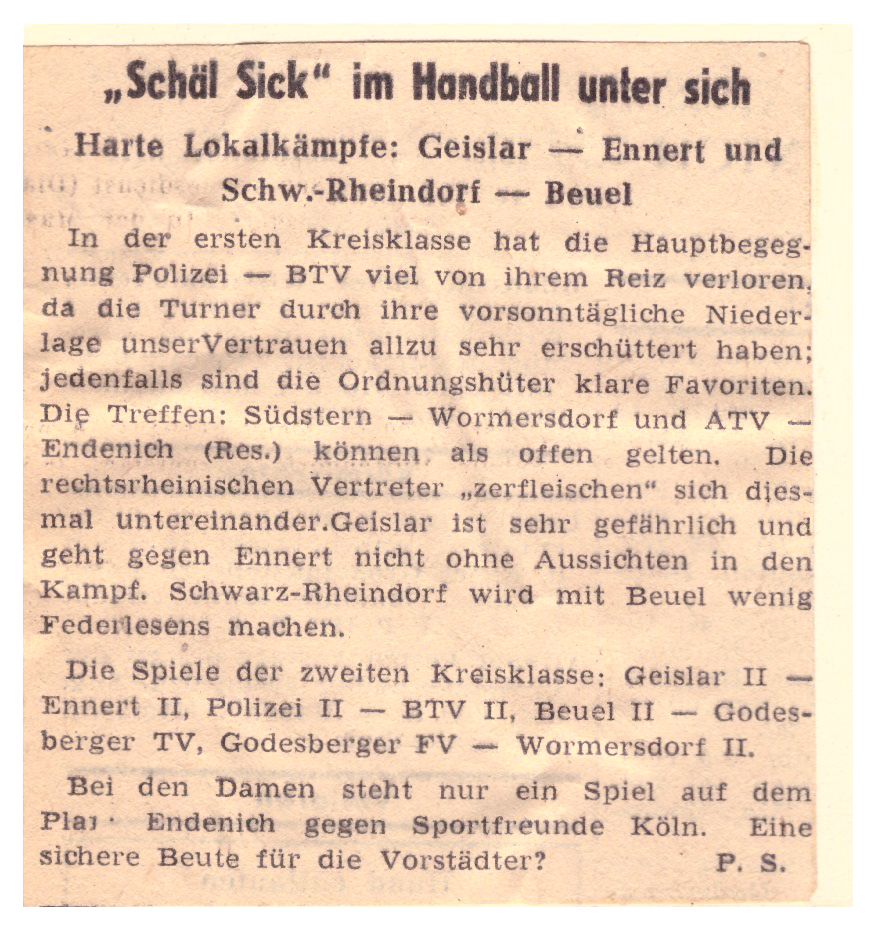 „Schäl Sick“ im Handball unter sich
Harte Lokalkämpfe: Geislar — Ennert und
Schw.-Rheindorf — Beuel
In der ersten Kreisklasse hat die Hauptbegeg-
nung Polizei — BTV viel von ihrem Reiz verloren,
da die Turner durch ihre vorsonntägliche Nieder-
lage unserVertrauen allzu sehr erschüttert haben;
jedenfalls sind die Ordnungshüter klare Favoriten.
Die Treffen: Südstern — Wormersdorf und ATV —
Endenich (Res.) können als offen gelten. Die
rechtsrheinischen Vertreter „zerfleischen“ sich dies-
mal untereinander.Geislar ist sehr gefährlich und
geht gegen Ennert nicht ohne Aussichten in den
Kampf. Schwarz-Rheindorf wird mit Beuel wenig
Federlesens machen.
Die Spiele der zweiten Kreisklasse: Geislar II —
Ennert II, Polizei II — BTV II, Beuel II — Godes-
berger TV, Godesberger FV — Wormersdorf II.
Bei den Damen steht nur ein Spiel auf dem
Endenich gegen Sportfreunde Köln. Eine
sichere Beute für die Vorstädter? P. S.